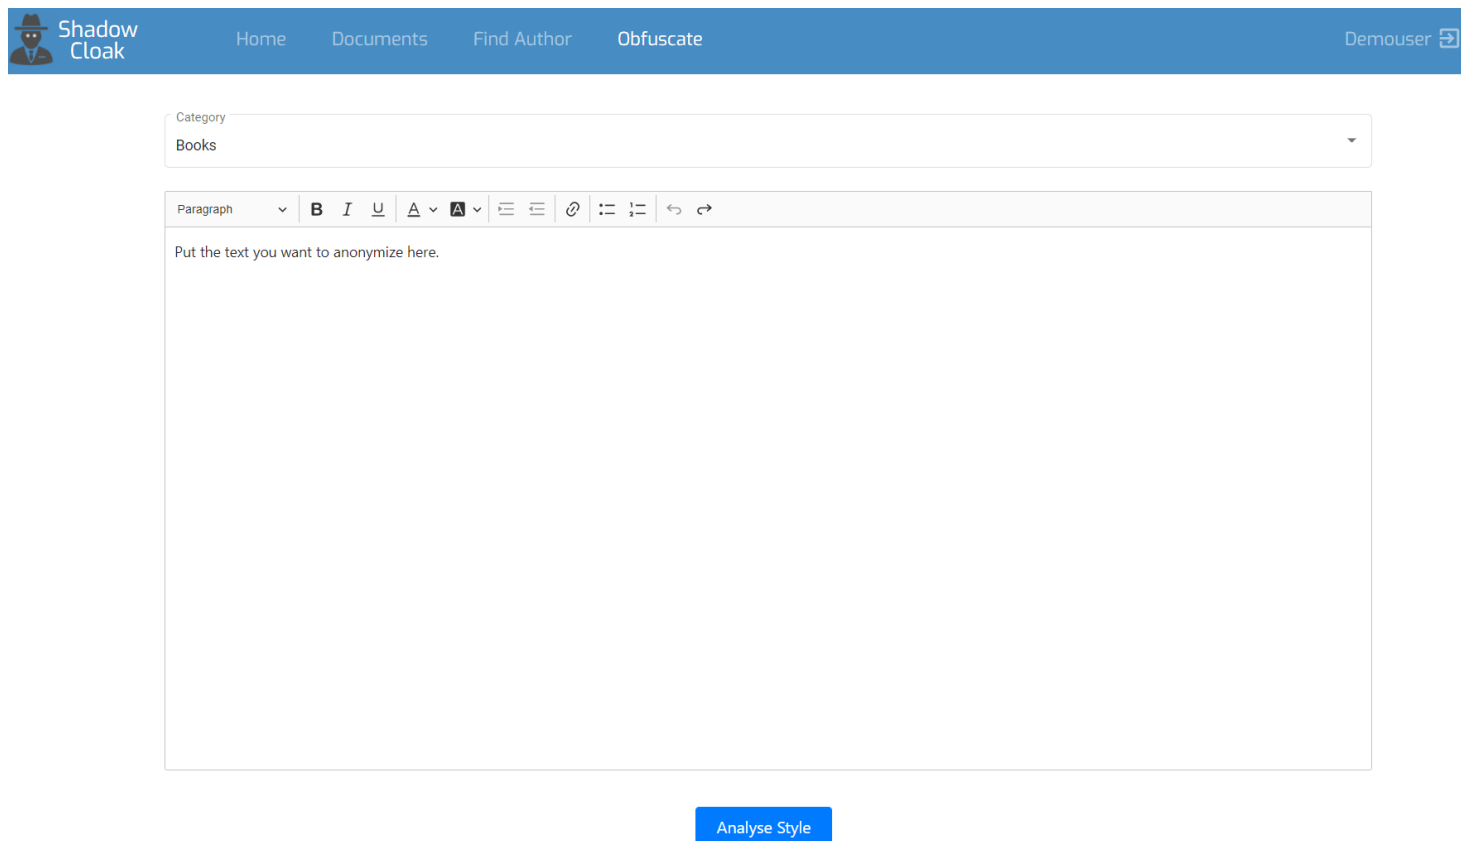 Shadow
Cloak
Home Documents Find Author Obfuscate Demouser
Category
Books
Paragraph B I U A A
Put the text you want to anonymize here.
Analyse Style